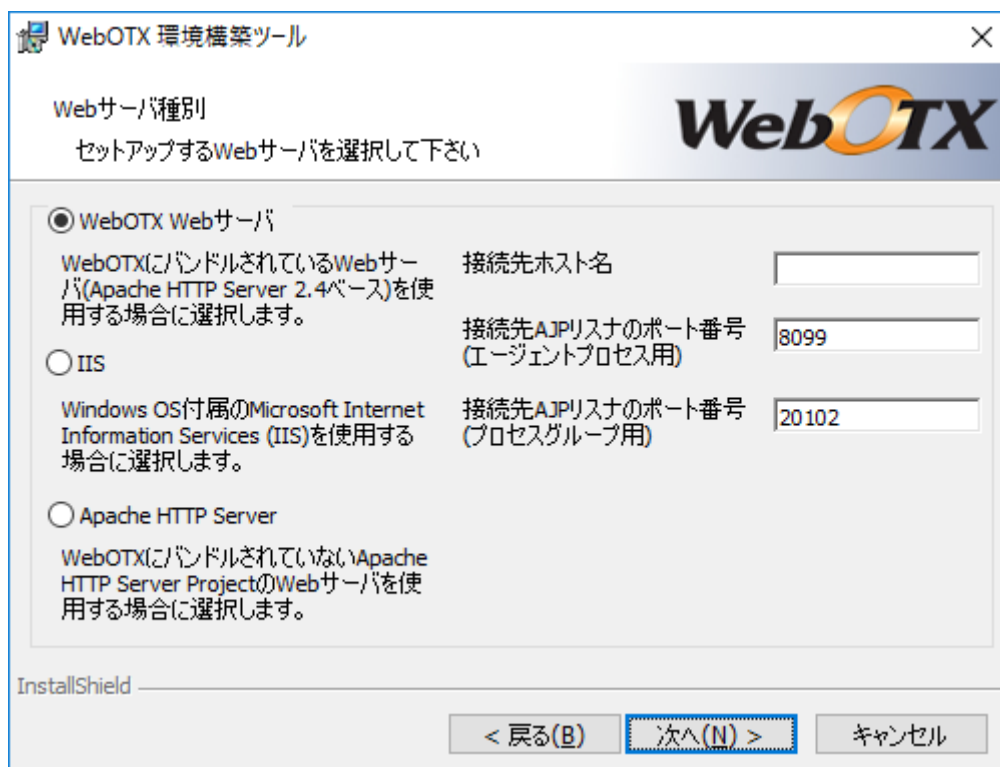 WebOTX 環境構築ツール
Webサーバ種別
セットアップするWebサーバを選択して下さい
WebOTX
WebOTX Webサーバ
WebOTXにバンドルされているWebサー
バ(Apache HTTP Server 2.4ベース)を使
用する場合に選択します。
IIS
Windows OS付属のMicrosoft Internet
Information Services (IIS)を使用する
場合に選択します。
Apache HTTP Server
WebOTXにバンドルされていないApache
HTTP Server ProjectのWebサーバを使
用する場合に選択します。
接続先ホスト名
接続先AJPリスナのポート番号
(エージェントプロセス用)
8099
接続先AJPリスナのポート番号
(プロセスグループ用)
20102
InstallShield
< 戻る(B)
次へ(N) >
キャンセル